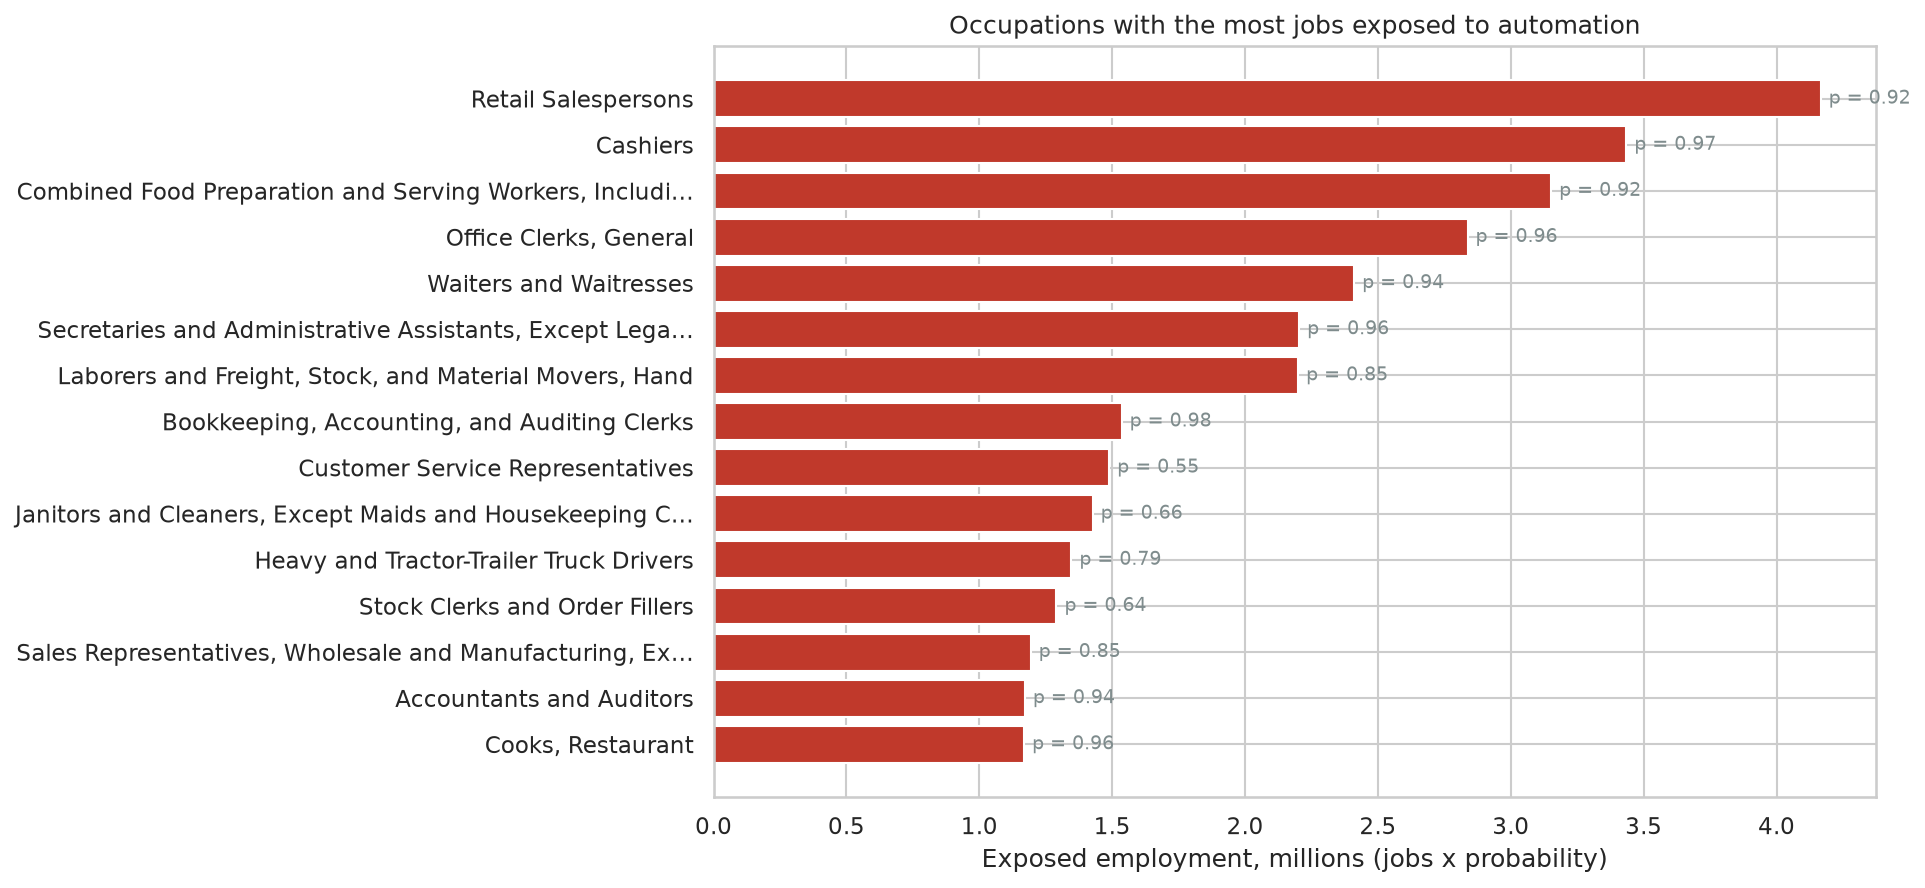 Occupations with the most jobs exposed to automation
Retail Salespersons p = 0.92
Cashiers p = 0.97
Combined Food Preparation and Serving Workers, Includi… p = 0.92
Office Clerks, General p = 0.96
Waiters and Waitresses p = 0.94
Secretaries and Administrative Assistants, Except Lega… p = 0.96
Laborers and Freight, Stock, and Material Movers, Hand p = 0.85
Bookkeeping, Accounting, and Auditing Clerks p = 0.98
Customer Service Representatives p = 0.55
Janitors and Cleaners, Except Maids and Housekeeping C… p = 0.66
Heavy and Tractor-Trailer Truck Drivers p = 0.79
Stock Clerks and Order Fillers p = 0.64
Sales Representatives, Wholesale and Manufacturing, Ex… p = 0.85
Accountants and Auditors p = 0.94
Cooks, Restaurant p = 0.96
0.0 0.5 1.0 1.5 2.0 2.5 3.0 3.5 4.0
Exposed employment, millions (jobs x probability)